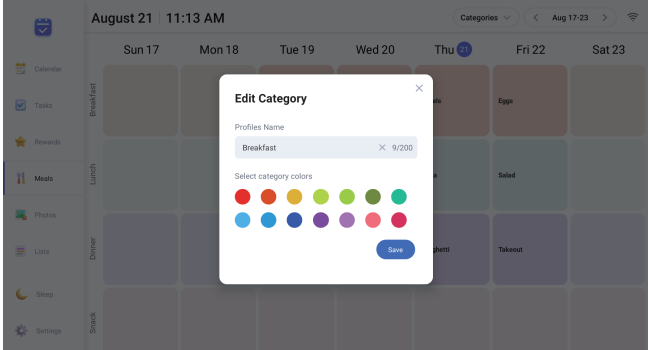 August 21 11:13 AM
Categories
Aug 17-23
Sun 17 Mon 18 Tue 19 Wed 20 Thu 21 Fri 22 Sat 23
Calendar
Tasks
Rewards
Meals
Photos
Lists
Sleep
Settings
Breakfast
Lunch
Dinner
Snack
Eggs
Salad
ghetti
Takeout
Edit Category
Profiles Name
Breakfast 9/200
Select category colors
Save